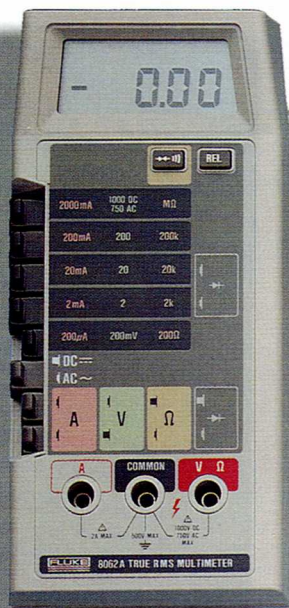 - 0.00
REL
2000mA 1000 DC 750 AC MΩ
200mA 200 200k
20mA 20 20k
2mA 2 2k
200µA 200mV 200Ω
DC
AC ~
A V Ω
A COMMON V Ω
2A MAX 500V MAX 1000V DC 750V AC MAX
FLUKE 8062A TRUE RMS MULTIMETER